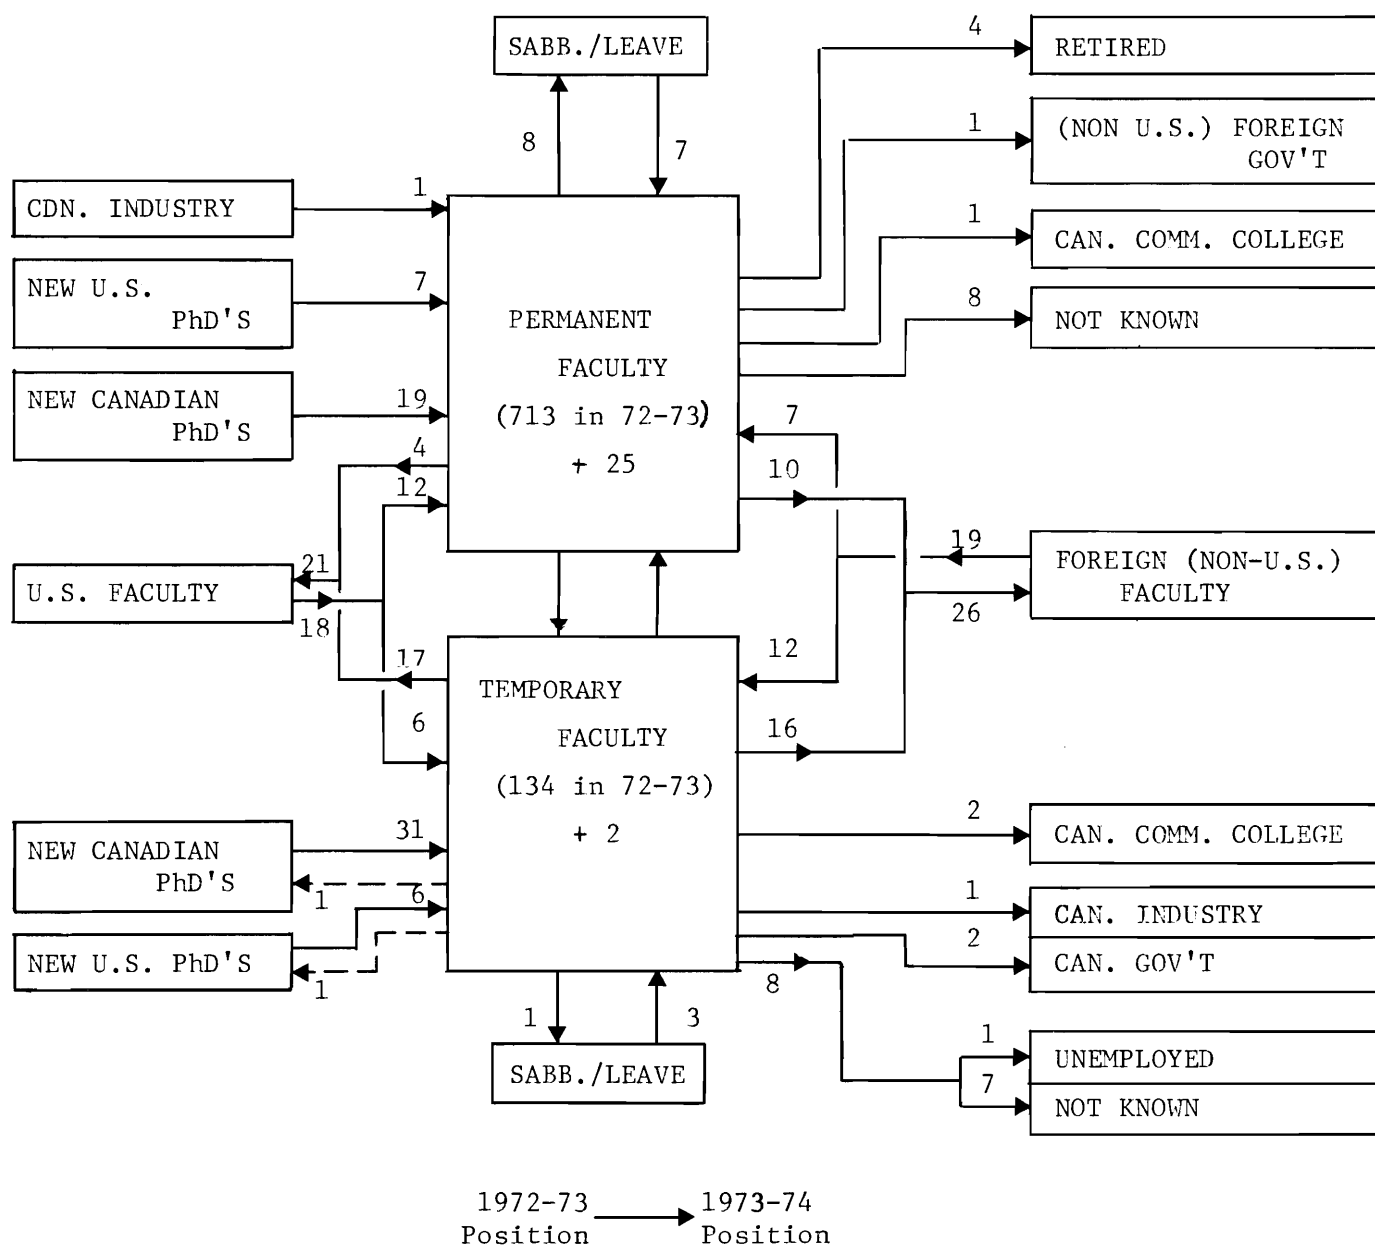 SABB./LEAVE
4
RETIRED
8
7
1
(NON U.S.) FOREIGN
GOV'T
1
CDN. INDUSTRY
1
CAN. COMM. COLLEGE
NEW U.S.
PhD'S
7
8
NOT KNOWN
PERMANENT
FACULTY
(713 in 72-73)
+ 25
NEW CANADIAN
PhD'S
19
4
12
7
10
21
U.S. FACULTY
18
19
FOREIGN (NON-U.S.)
FACULTY
26
17
6
12
16
TEMPORARY
FACULTY
(134 in 72-73)
+ 2
NEW CANADIAN
PhD'S
31
1
6
NEW U.S. PhD'S
1
2
CAN. COMM. COLLEGE
1
CAN. INDUSTRY
2
CAN. GOV'T
8
1
UNEMPLOYED
7
NOT KNOWN
1
3
SABB./LEAVE
1972-73 1973-74
Position Position